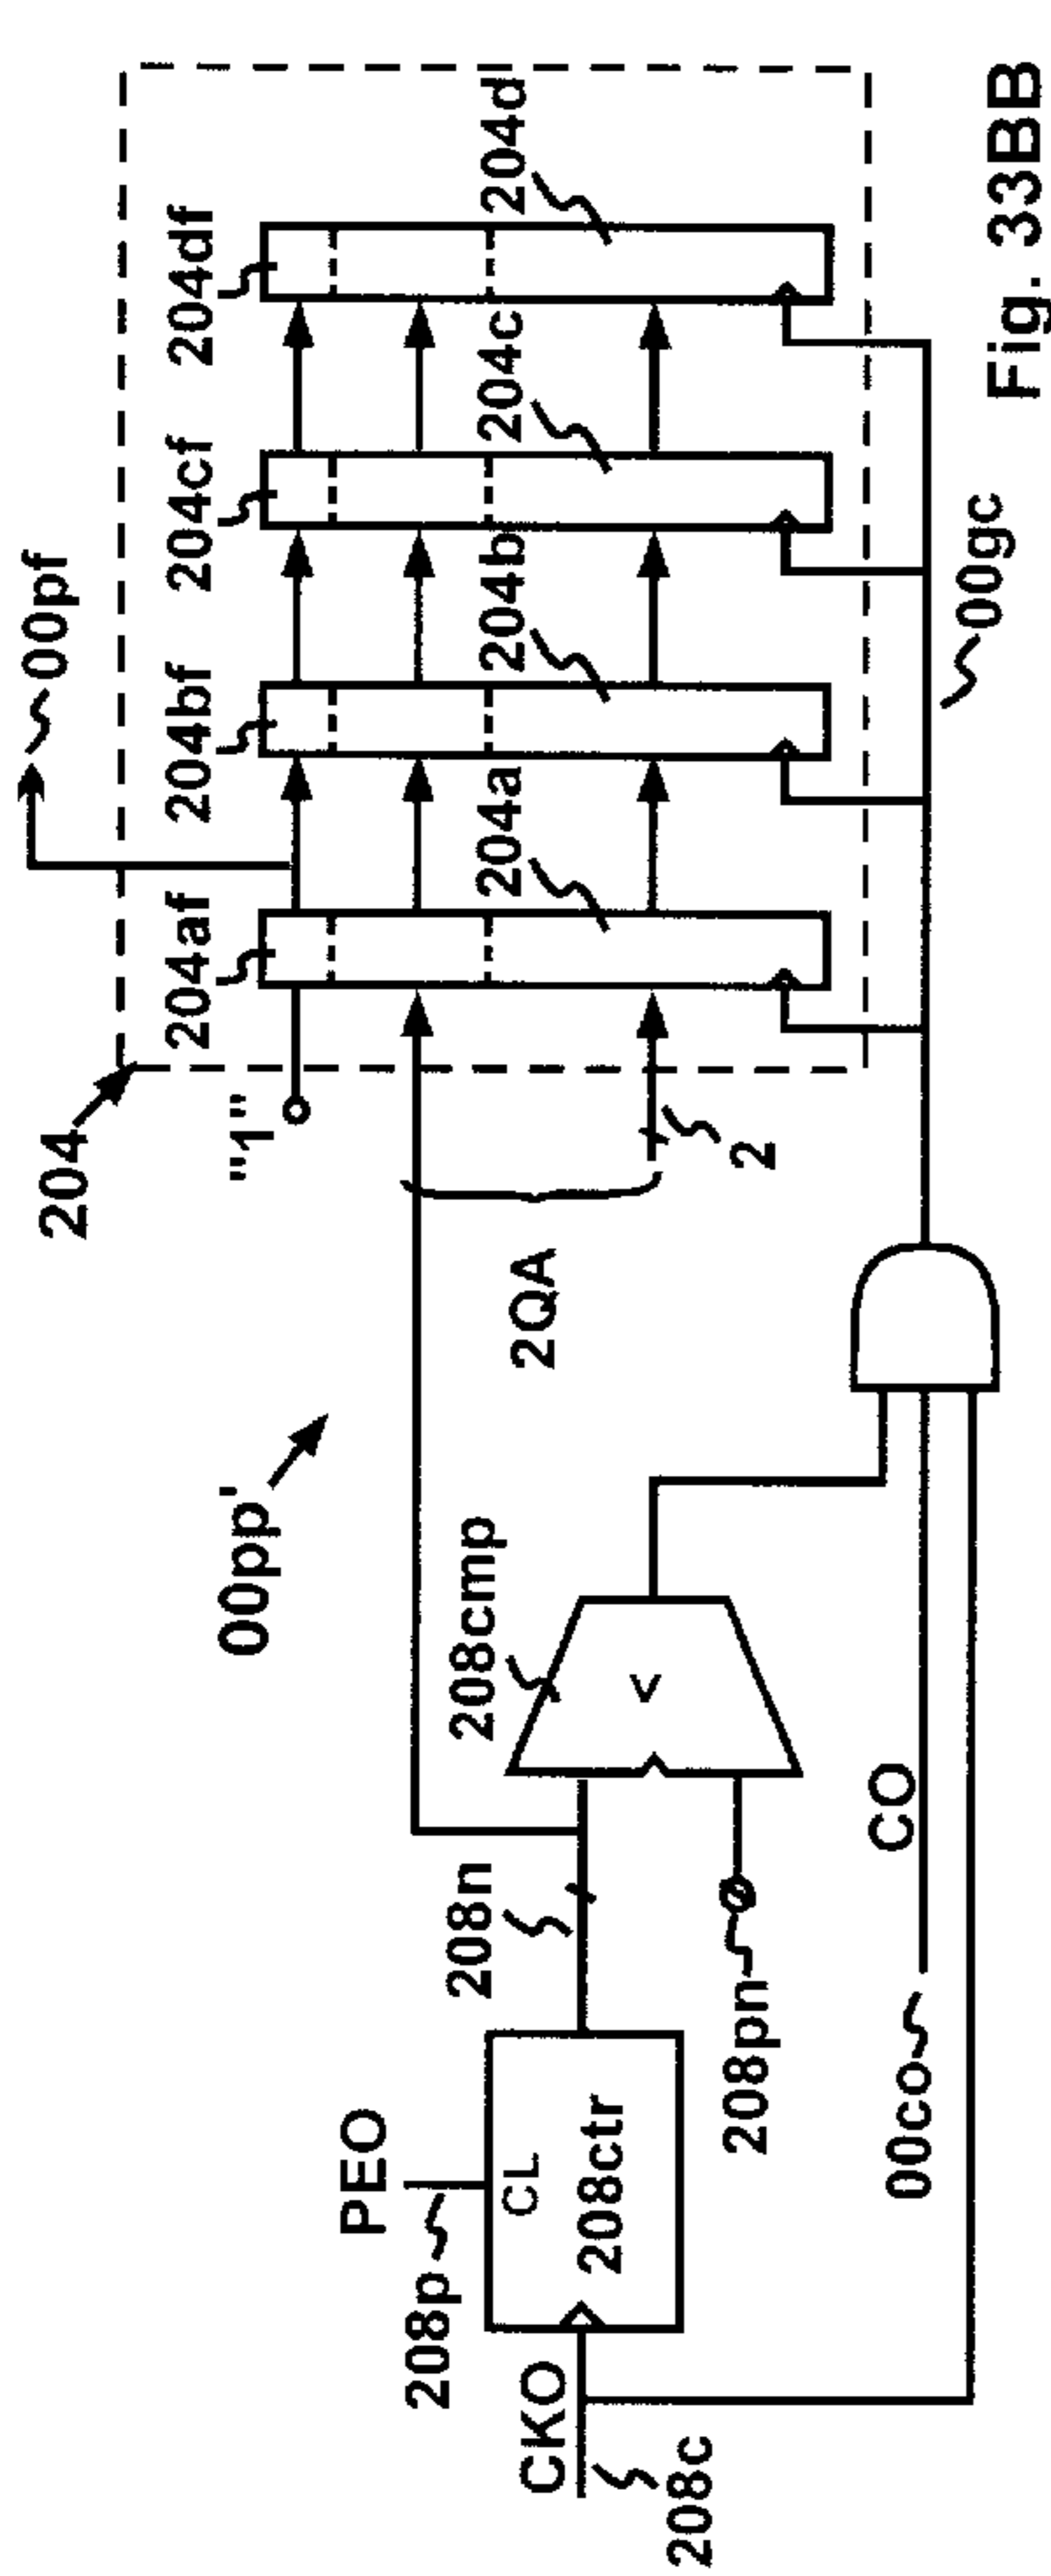 204
204af
204bf
204cf
204df
00pf
"1"
204a
204b
204c
204d
2QA
2
00pp'
PEO
208p
CL
208ctr
CKO
208c
208n
208cmp
<
208pn
CO
00co
00gc
Fig. 33BB